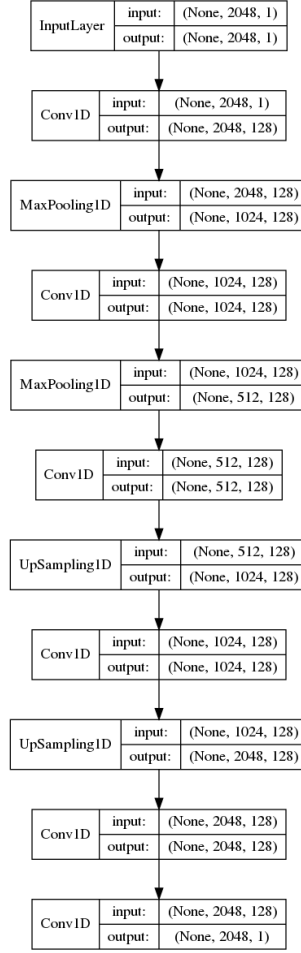 InputLayer input: (None, 2048, 1)
output: (None, 2048, 1)
Conv1D input: (None, 2048, 1)
output: (None, 2048, 128)
MaxPooling1D input: (None, 2048, 128)
output: (None, 1024, 128)
Conv1D input: (None, 1024, 128)
output: (None, 1024, 128)
MaxPooling1D input: (None, 1024, 128)
output: (None, 512, 128)
Conv1D input: (None, 512, 128)
output: (None, 512, 128)
UpSampling1D input: (None, 512, 128)
output: (None, 1024, 128)
Conv1D input: (None, 1024, 128)
output: (None, 1024, 128)
UpSampling1D input: (None, 1024, 128)
output: (None, 2048, 128)
Conv1D input: (None, 2048, 128)
output: (None, 2048, 128)
Conv1D input: (None, 2048, 128)
output: (None, 2048, 1)